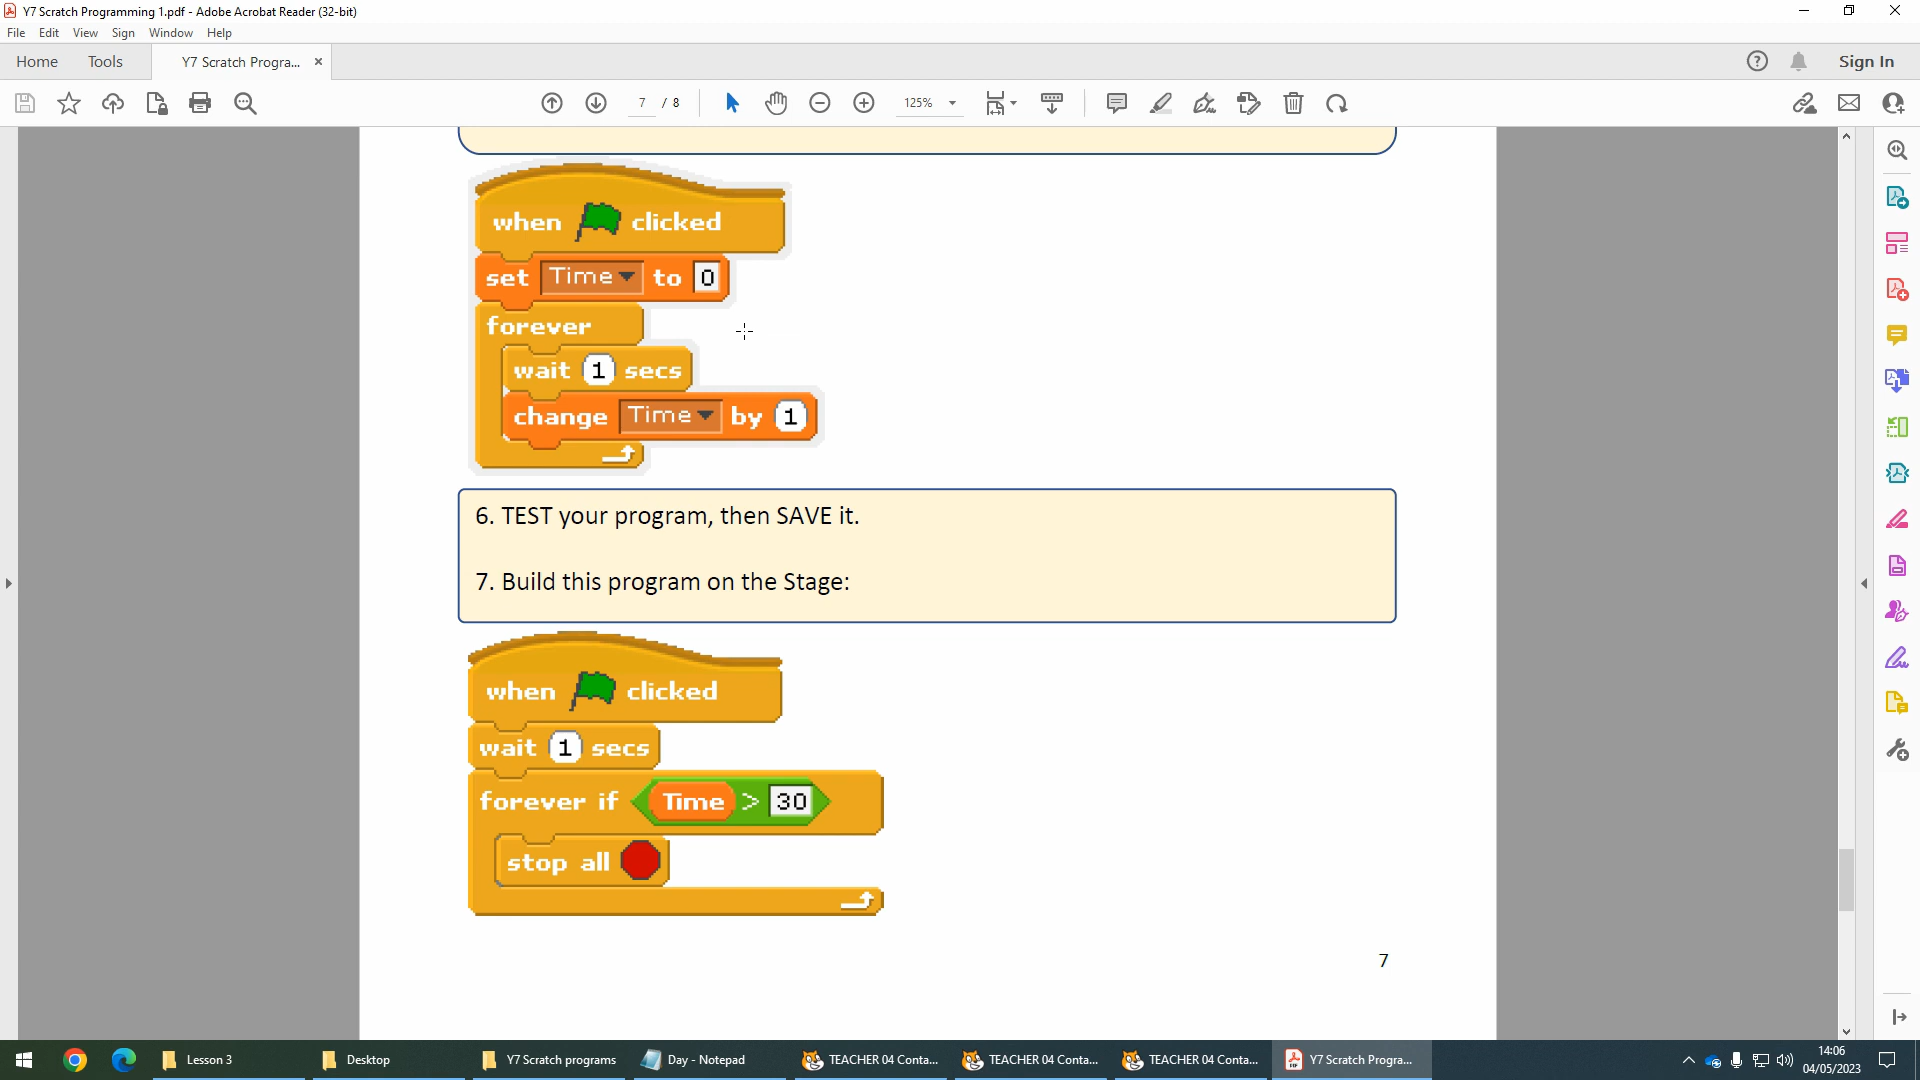 Y7 Scratch Programming 1.pdf - Adobe Acrobat Reader (32-bit)
File Edit View Sign Window Help
Home Tools Y7 Scratch Progra... × Sign In
7 / 8 125%
when clicked
set Time to 0
forever
wait 1 secs
change Time by 1
6. TEST your program, then SAVE it.
7. Build this program on the Stage:
when clicked
wait 1 secs
forever if Time > 30
stop all
7
Lesson 3 Desktop Y7 Scratch programs Day - Notepad TEACHER 04 Conta... TEACHER 04 Conta... TEACHER 04 Conta... Y7 Scratch Progra...
14:06
04/05/2023